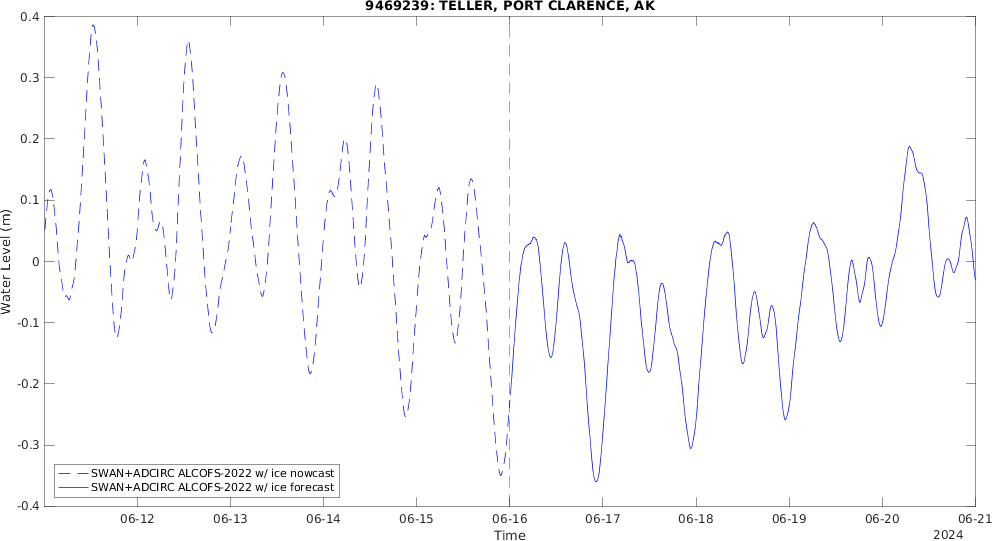 9469239: TELLER, PORT CLARENCE, AK
Water Level (m)
0.4
0.3
0.2
0.1
0
-0.1
-0.2
-0.3
-0.4
SWAN+ADCIRC ALCOFS-2022 w/ ice nowcast
SWAN+ADCIRC ALCOFS-2022 w/ ice forecast
06-12 06-13 06-14 06-15 06-16 06-17 06-18 06-19 06-20 06-21
Time
2024